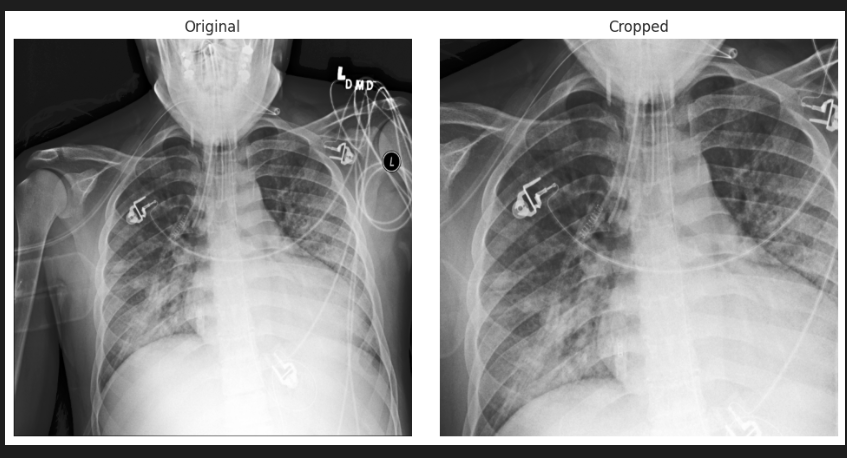 Original
Cropped
L
DMD
L